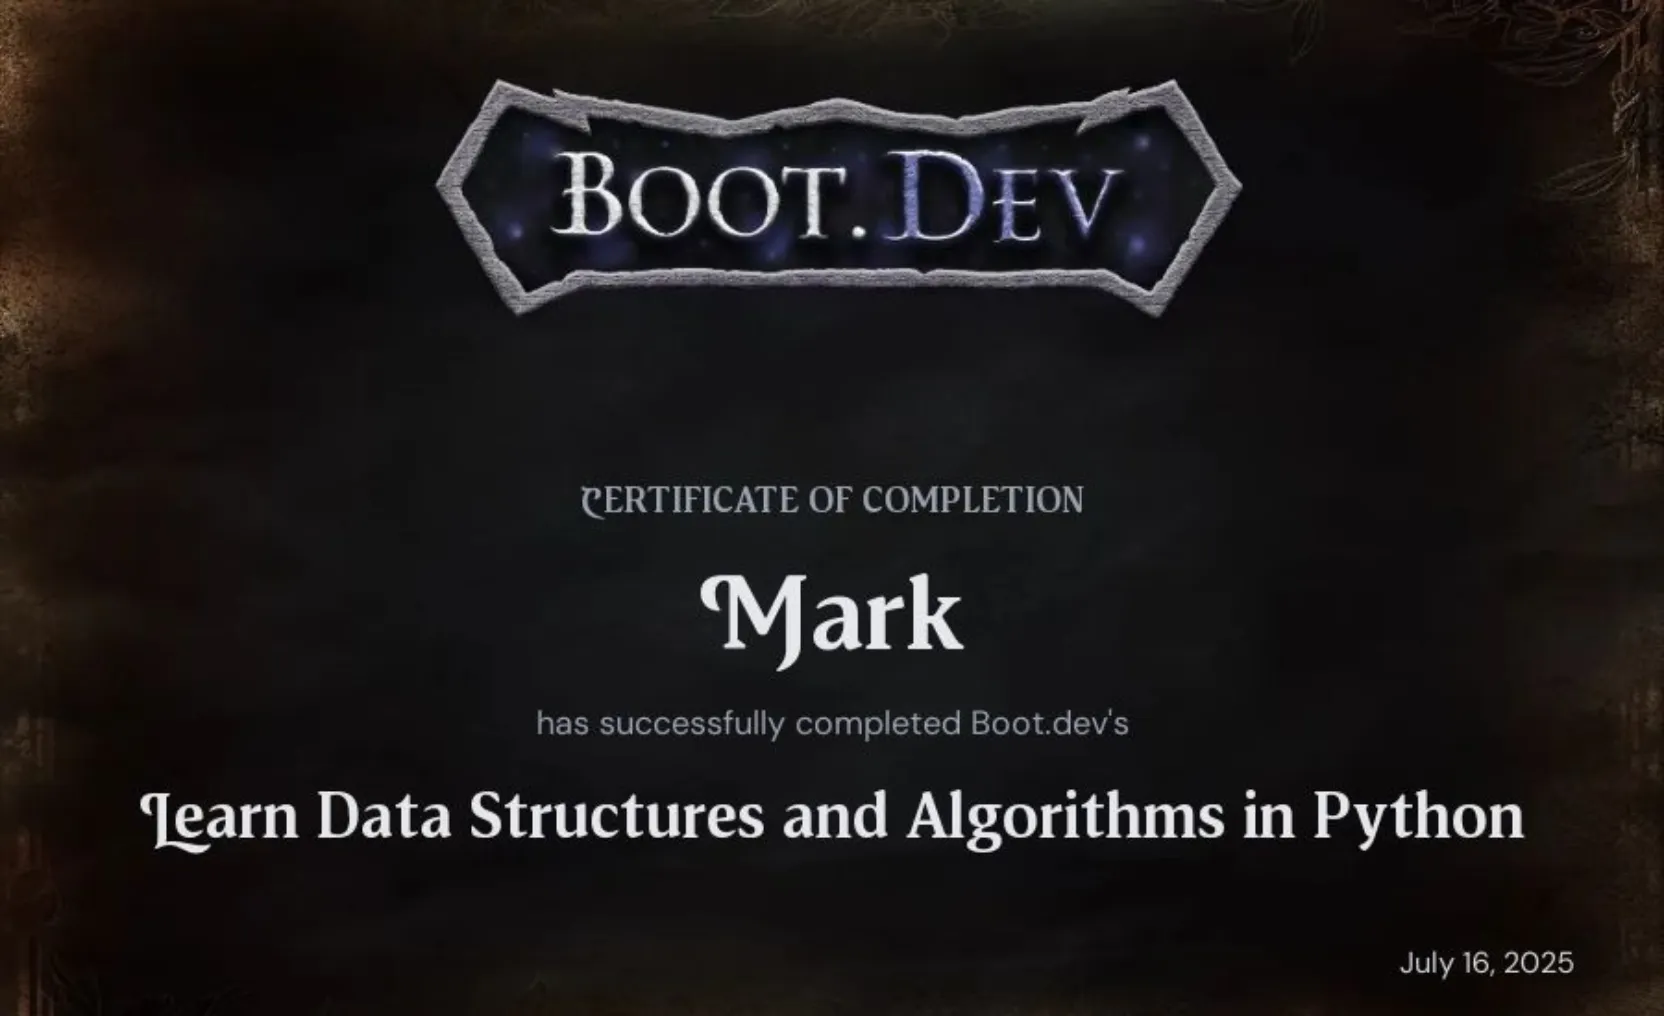 BOOT.DEV
CERTIFICATE OF COMPLETION
Mark
has successfully completed Boot.dev's
Learn Data Structures and Algorithms in Python
July 16, 2025